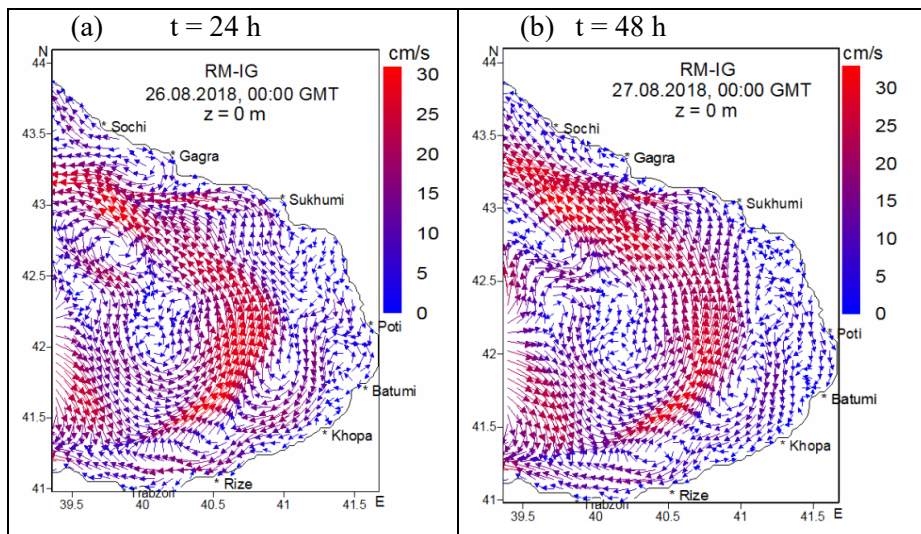 (a) t = 24 h
N
cm/s
RM-IG
26.08.2018, 00:00 GMT
z = 0 m
44
43.5
43
42.5
42
41.5
41
39.5 40 40.5 41 41.5
E
30
25
20
15
10
5
0
Sochi
Gagra
Sukhumi
Poti
Batumi
Khopa
Rize
Trabzon
(b) t = 48 h
N
cm/s
RM-IG
27.08.2018, 00:00 GMT
z = 0 m
44
43.5
43
42.5
42
41.5
41
39.5 40 40.5 41 41.5
E
30
20
10
0
Sochi
Gagra
Sukhumi
Poti
Batumi
Khopa
Rize
Trabzon